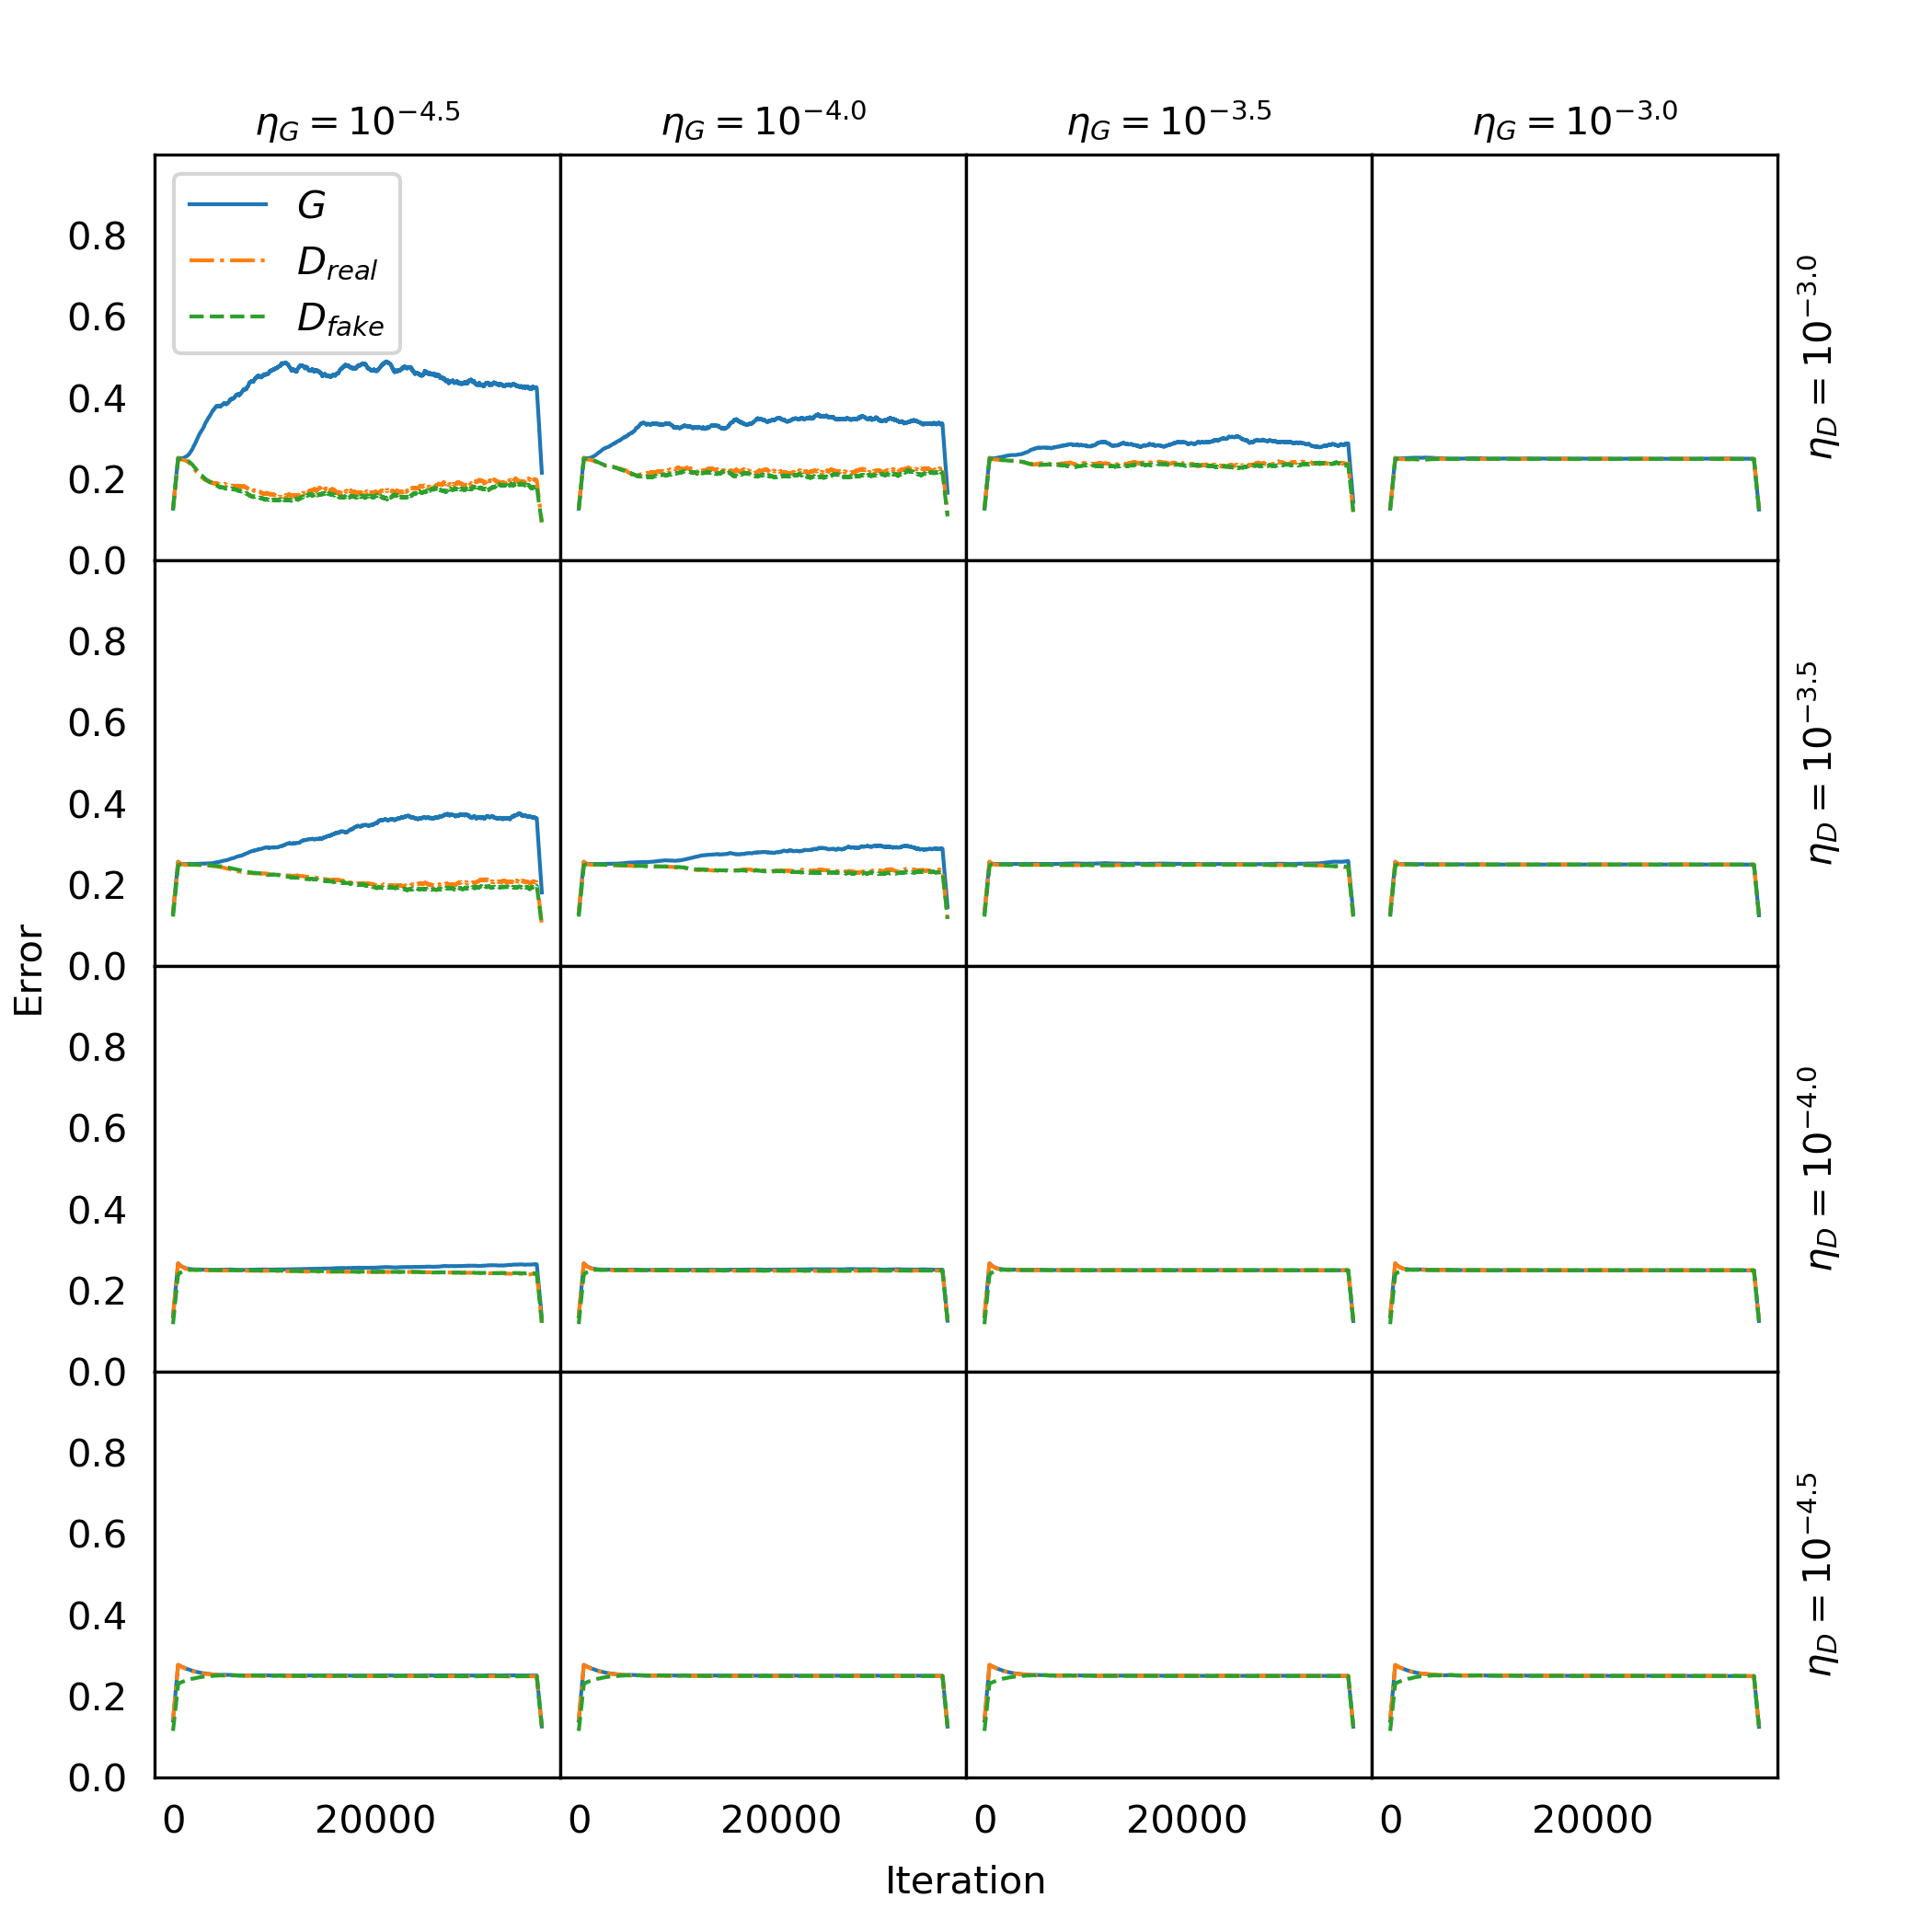 η_G = 10^−4.5 η_G = 10^−4.0 η_G = 10^−3.5 η_G = 10^−3.0
G
D_real
D_fake
0.8
0.6
0.4
0.2
0.0
η_D = 10^−3.0
0.8
0.6
0.4
0.2
0.0
η_D = 10^−3.5
Error
0.8
0.6
0.4
0.2
0.0
η_D = 10^−4.0
0.8
0.6
0.4
0.2
0.0
η_D = 10^−4.5
0 20000 0 20000 0 20000 0 20000
Iteration